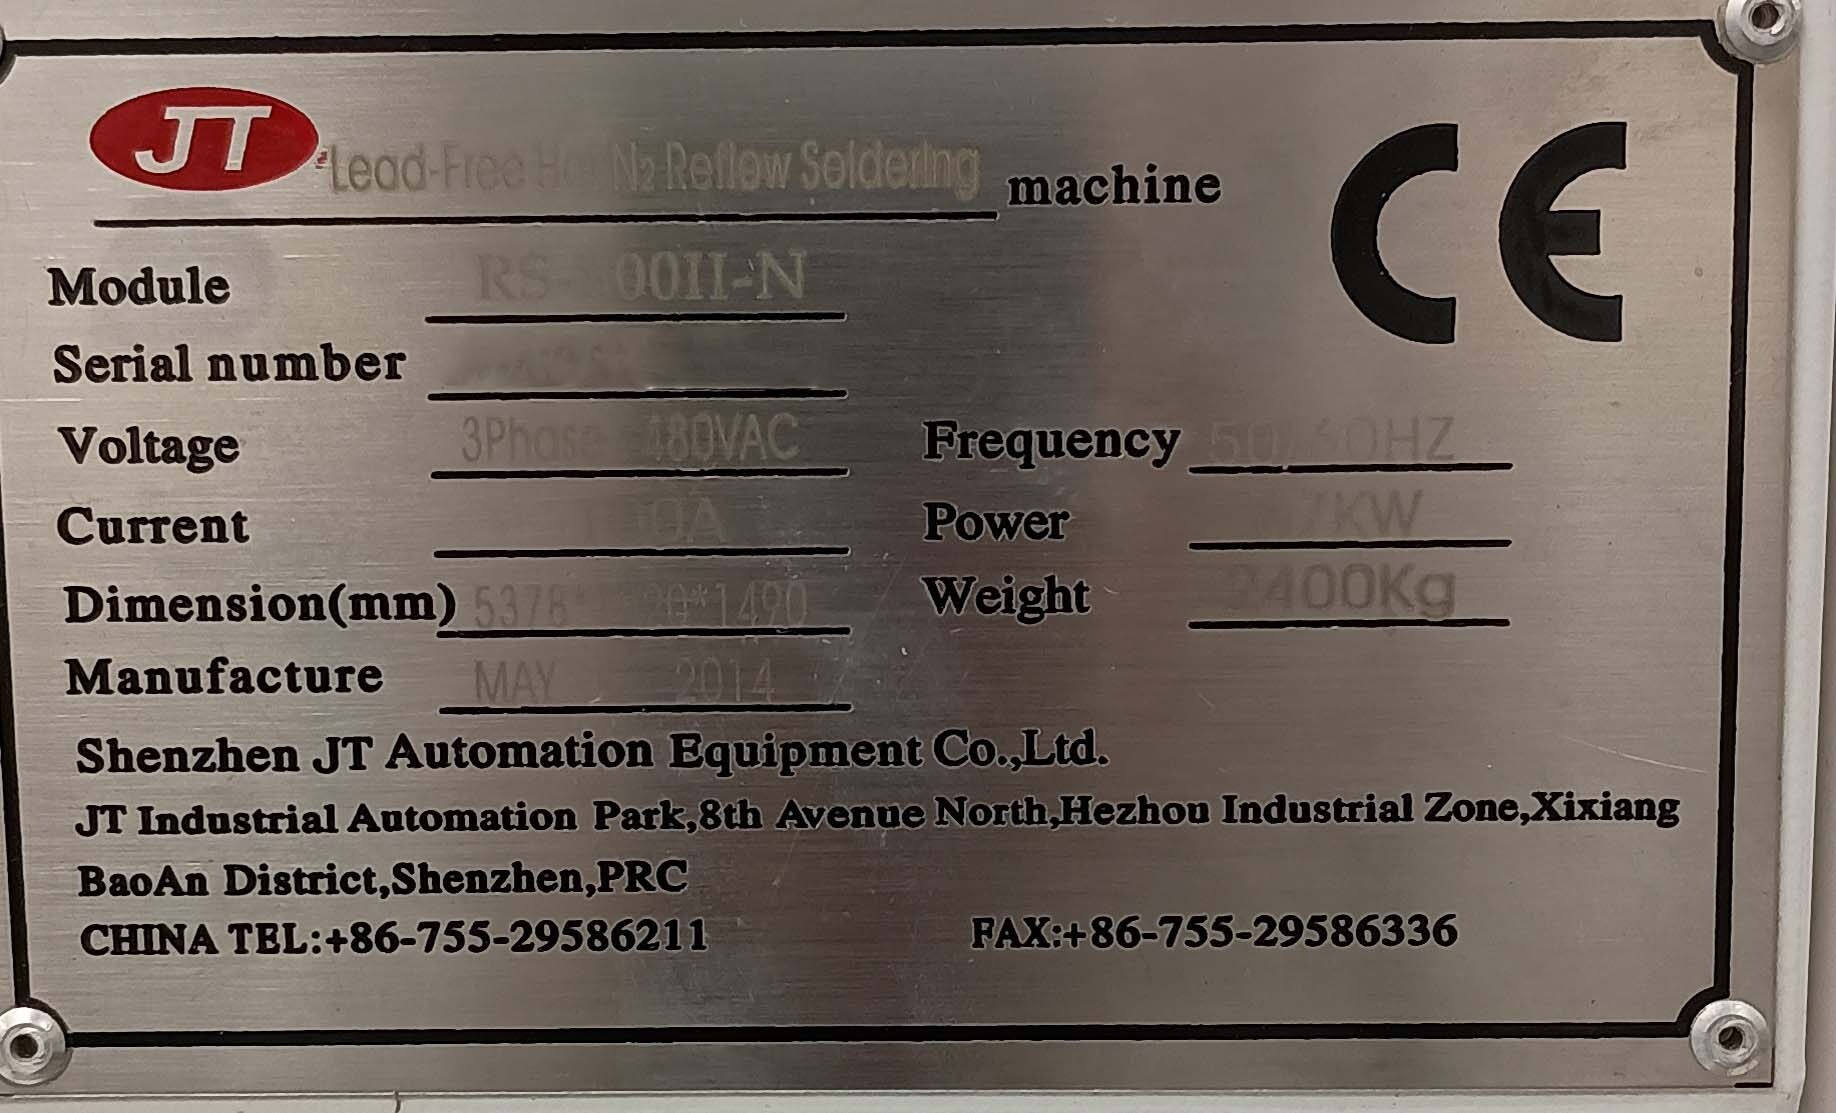 JT Lead-Free N2 Reflow Soldering machine
CE
Module
Serial number
Voltage 480VAC Frequency
Current Power
Dimension(mm) Weight
Manufacture MAY 2014
Shenzhen JT Automation Equipment Co.,Ltd.
JT Industrial Automation Park,8th Avenue North,Hezhou Industrial Zone,Xixiang
BaoAn District,Shenzhen,PRC
CHINA TEL:+86-755-29586211 FAX:+86-755-29586336